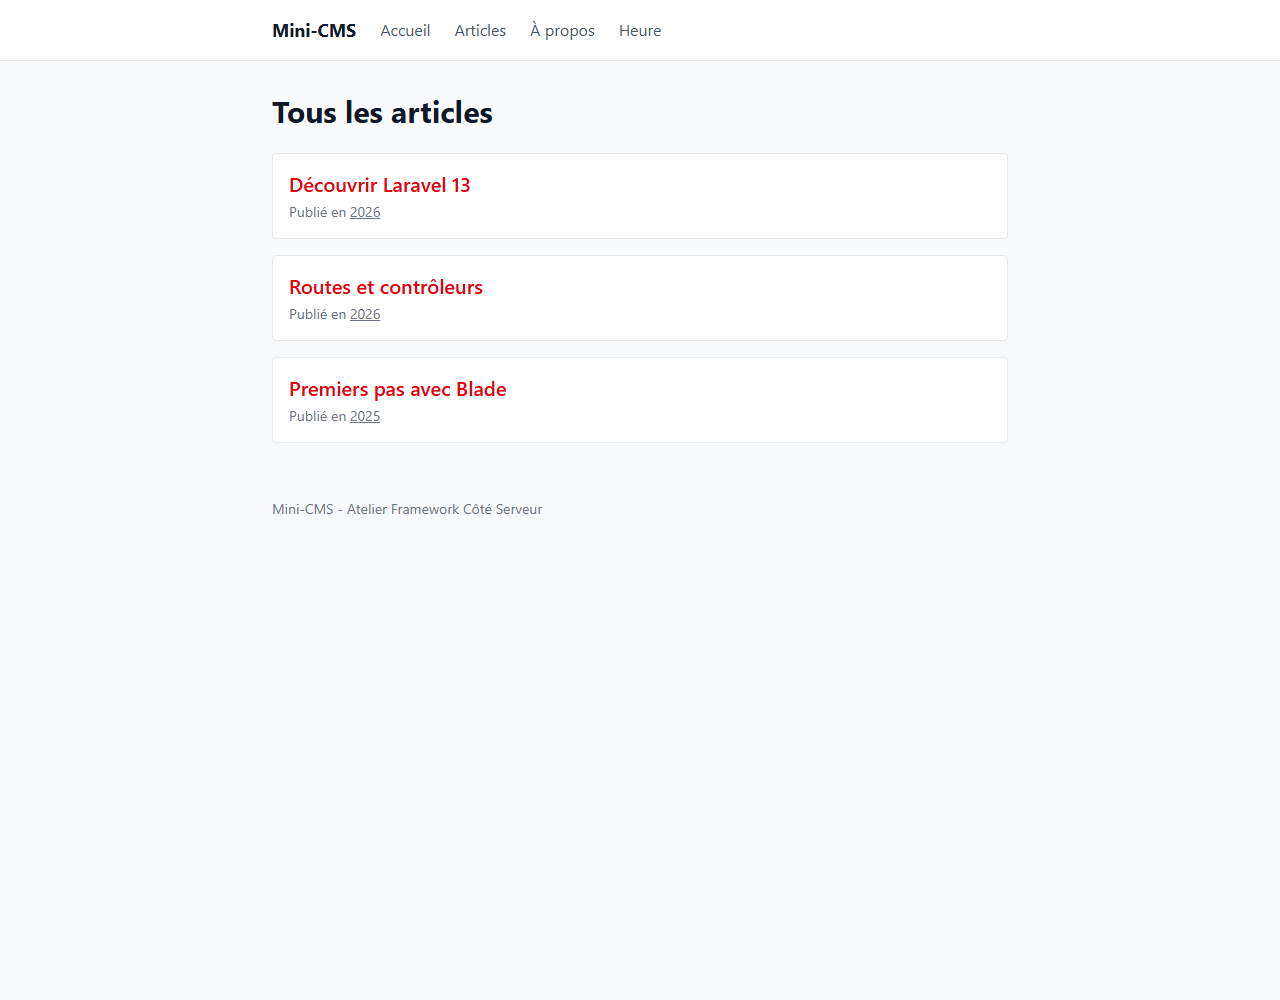 Mini-CMS Accueil Articles À propos Heure
Tous les articles
Découvrir Laravel 13
Publié en 2026
Routes et contrôleurs
Publié en 2026
Premiers pas avec Blade
Publié en 2025
Mini-CMS - Atelier Framework Côté Serveur